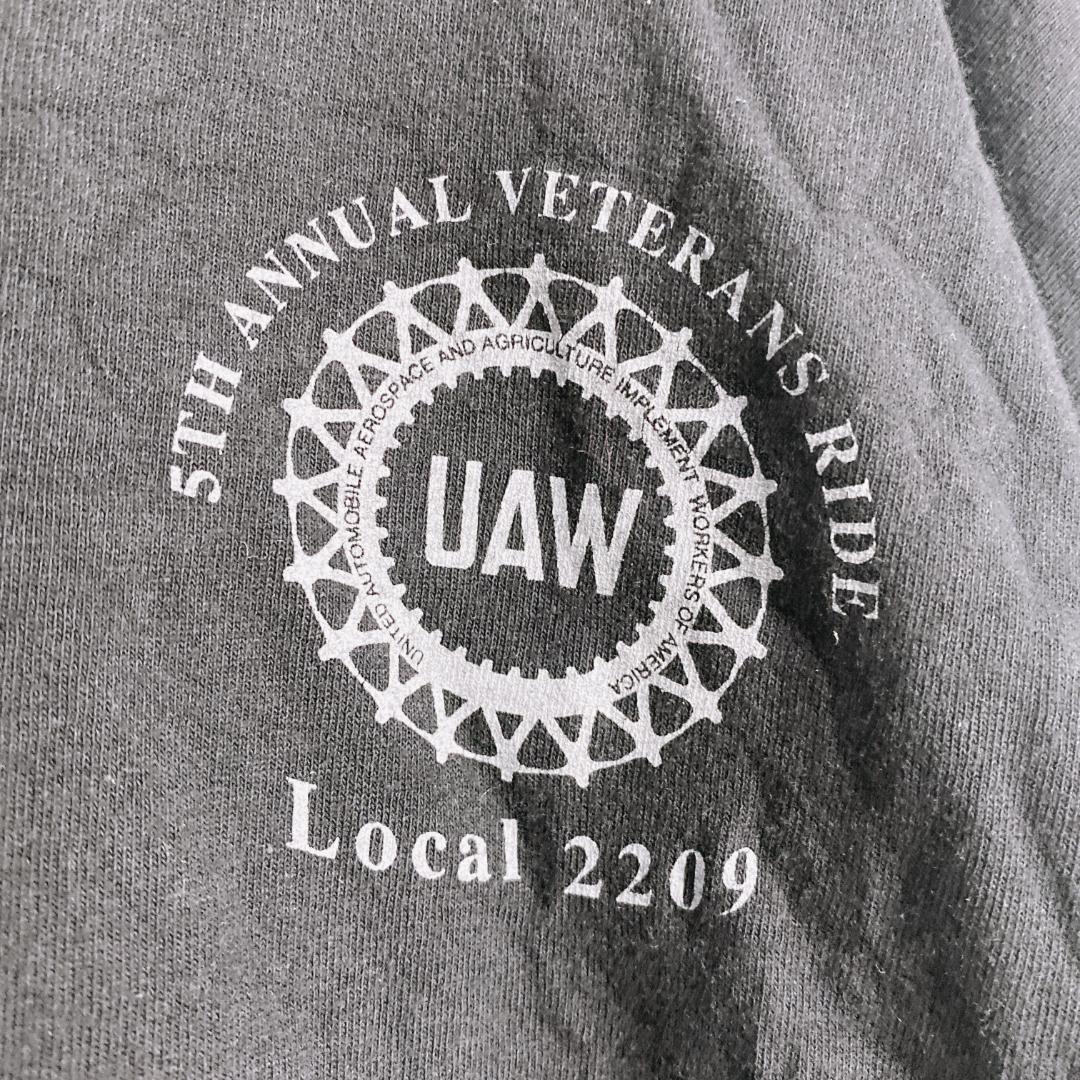 5TH ANNUAL VETERANS RIDE
UNITED AUTOMOBILE AEROSPACE AND AGRICULTURE IMPLEMENT WORKERS OF AMERICA
UAW
Local 2209